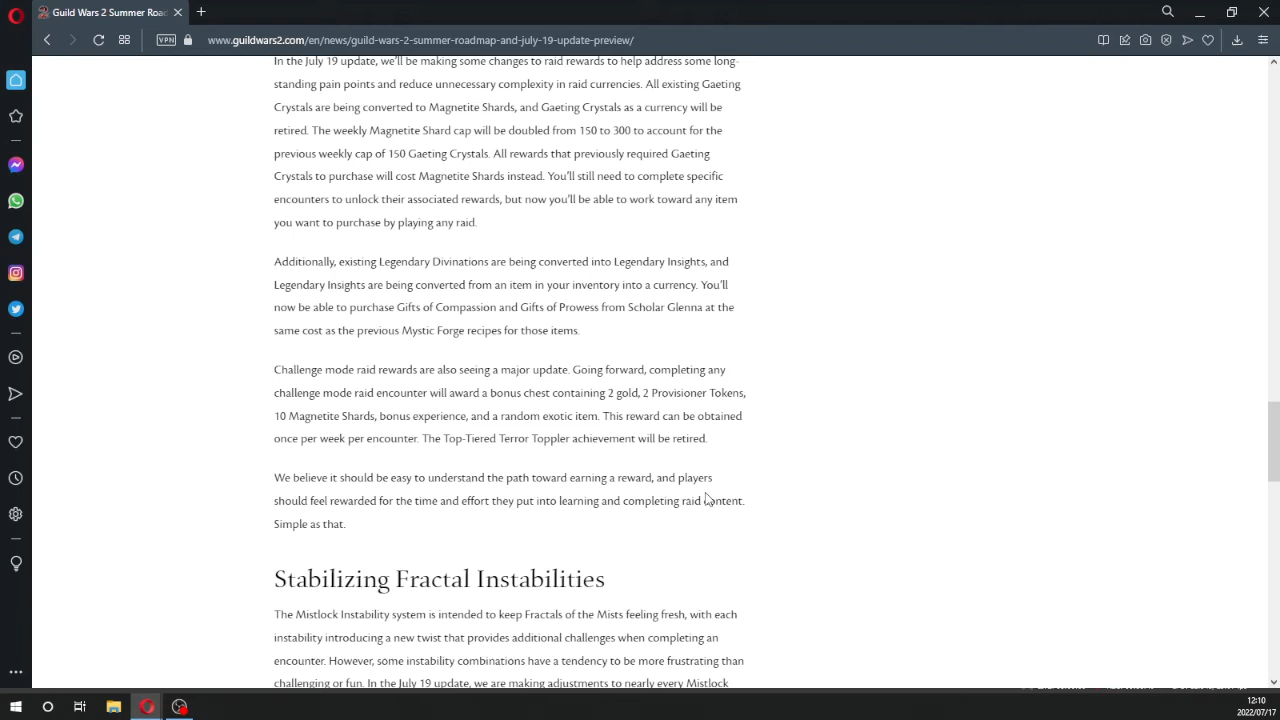 Guild Wars 2 Summer Roa
www.guildwars2.com/en/news/guild-wars-2-summer-roadmap-and-july-19-update-preview/
VPN
In the July 19 update, we'll be making some changes to raid rewards to help address some long-
standing pain points and reduce unnecessary complexity in raid currencies. All existing Gaeting
Crystals are being converted to Magnetite Shards, and Gaeting Crystals as a currency will be
retired. The weekly Magnetite Shard cap will be doubled from 150 to 300 to account for the
previous weekly cap of 150 Gaeting Crystals. All rewards that previously required Gaeting
Crystals to purchase will cost Magnetite Shards instead. You'll still need to complete specific
encounters to unlock their associated rewards, but now you'll be able to work toward any item
you want to purchase by playing any raid.
Additionally, existing Legendary Divinations are being converted into Legendary Insights, and
Legendary Insights are being converted from an item in your inventory into a currency. You'll
now be able to purchase Gifts of Compassion and Gifts of Prowess from Scholar Glenna at the
same cost as the previous Mystic Forge recipes for those items.
Challenge mode raid rewards are also seeing a major update. Going forward, completing any
challenge mode raid encounter will award a bonus chest containing 2 gold, 2 Provisioner Tokens,
10 Magnetite Shards, bonus experience, and a random exotic item. This reward can be obtained
once per week per encounter. The Top-Tiered Terror Toppler achievement will be retired.
We believe it should be easy to understand the path toward earning a reward, and players
should feel rewarded for the time and effort they put into learning and completing raid content.
Simple as that.
Stabilizing Fractal Instabilities
The Mistlock Instability system is intended to keep Fractals of the Mists feeling fresh, with each
instability introducing a new twist that provides additional challenges when completing an
encounter. However, some instability combinations have a tendency to be more frustrating than
challenging or fun. In the July 19 update, we are making adjustments to nearly every Mistlock
12:10
2022/07/17